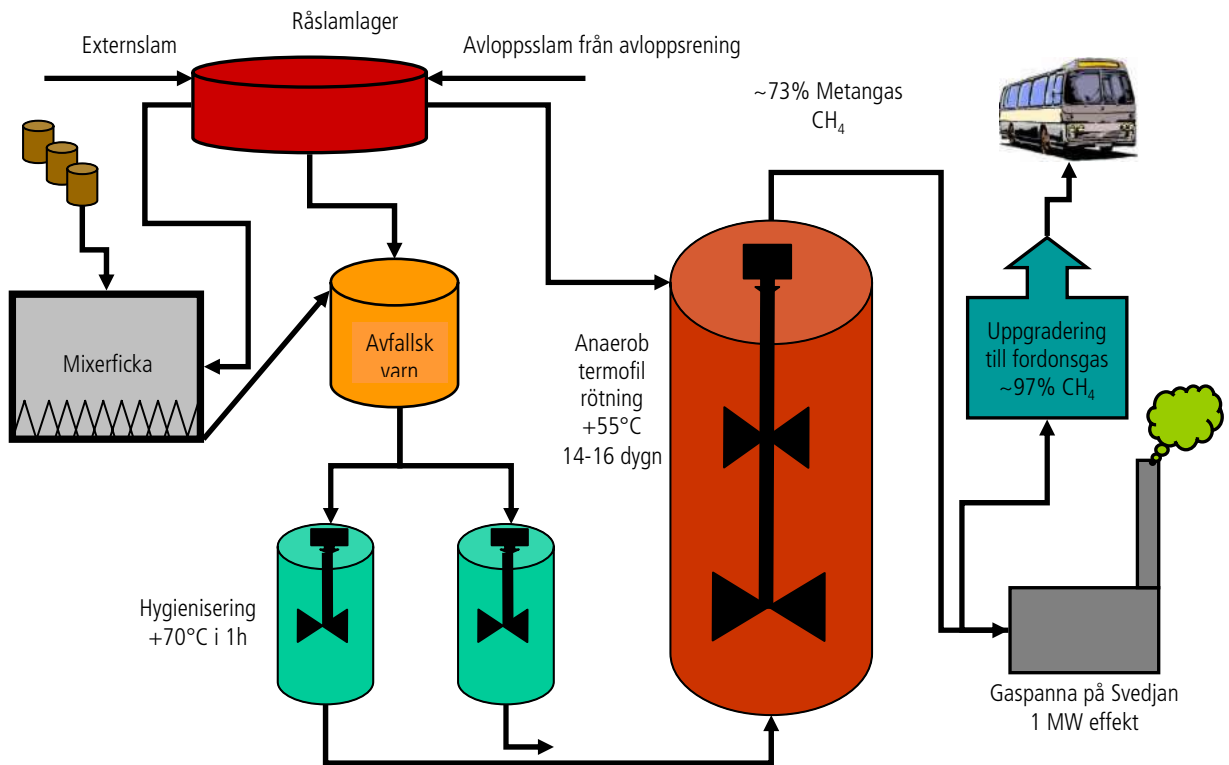 Råslamlager
Externslam
Avloppsslam från avloppsrening
~73% Metangas
CH₄
Mixerficka
Avfallsk
varn
Anaerob
termofil
rötning
+55°C
14-16 dygn
Uppgradering
till fordonsgas
~97% CH₄
Hygienisering
+70°C i 1h
Gaspanna på Svedjan
1 MW effekt